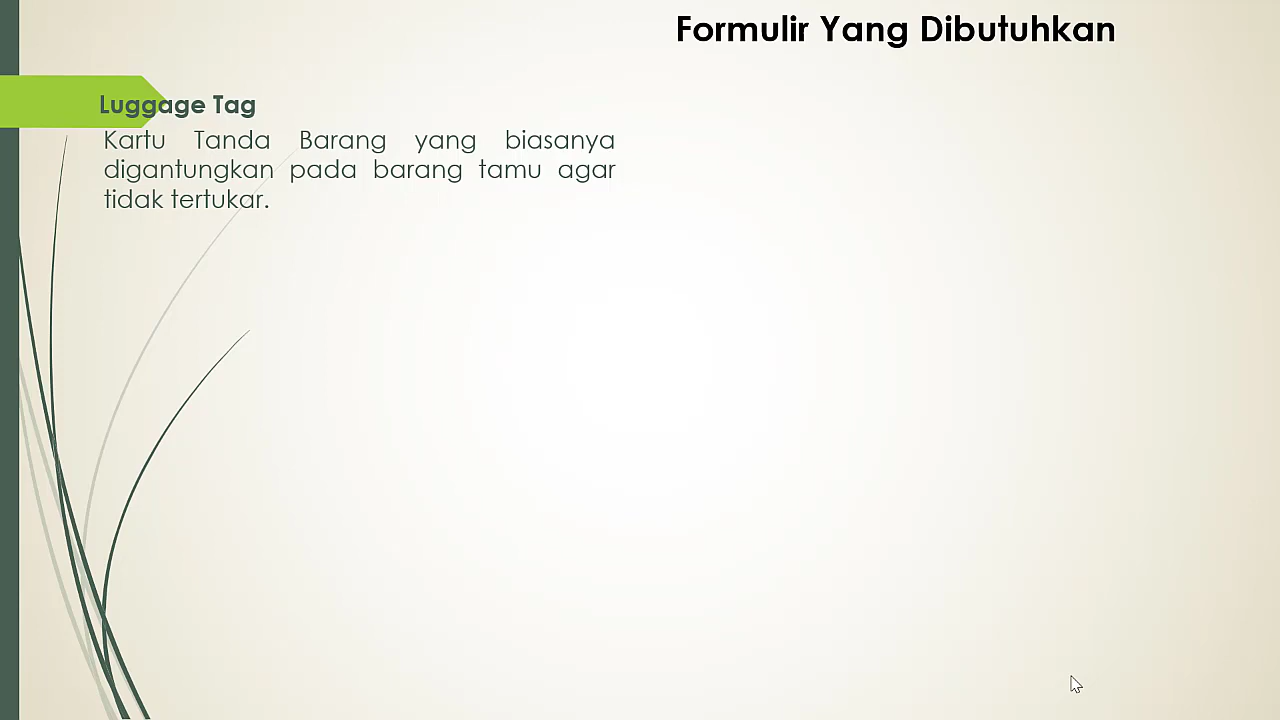 Formulir Yang Dibutuhkan
Luggage Tag
Kartu Tanda Barang yang biasanya
digantungkan pada barang tamu agar
tidak tertukar.